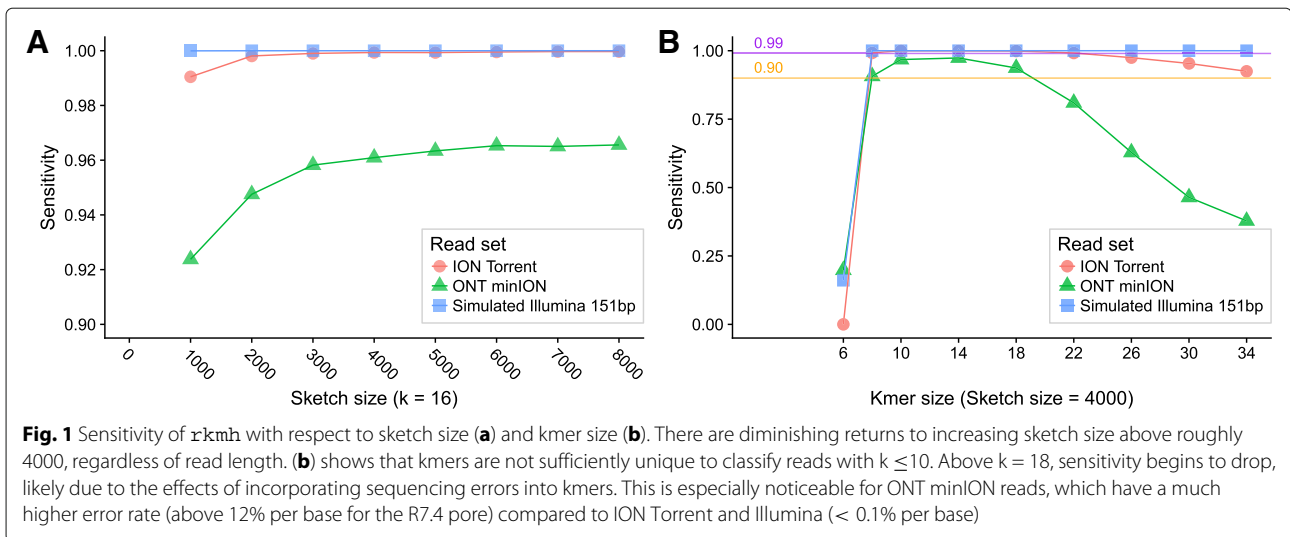 A
1.00
0.98
0.96
0.94
0.92
0.90
Sensitivity
Read set
ION Torrent
ONT minION
Simulated Illumina 151bp
0 1000 2000 3000 4000 5000 6000 7000 8000
Sketch size (k = 16)
B
1.00
0.75
0.50
0.25
0.00
Sensitivity
0.99
0.90
Read set
ION Torrent
ONT minION
Simulated Illumina 151bp
6 10 14 18 22 26 30 34
Kmer size (Sketch size = 4000)
Fig. 1 Sensitivity of rkmh with respect to sketch size (a) and kmer size (b). There are diminishing returns to increasing sketch size above roughly
4000, regardless of read length. (b) shows that kmers are not sufficiently unique to classify reads with k ≤10. Above k = 18, sensitivity begins to drop,
likely due to the effects of incorporating sequencing errors into kmers. This is especially noticeable for ONT minION reads, which have a much
higher error rate (above 12% per base for the R7.4 pore) compared to ION Torrent and Illumina (< 0.1% per base)